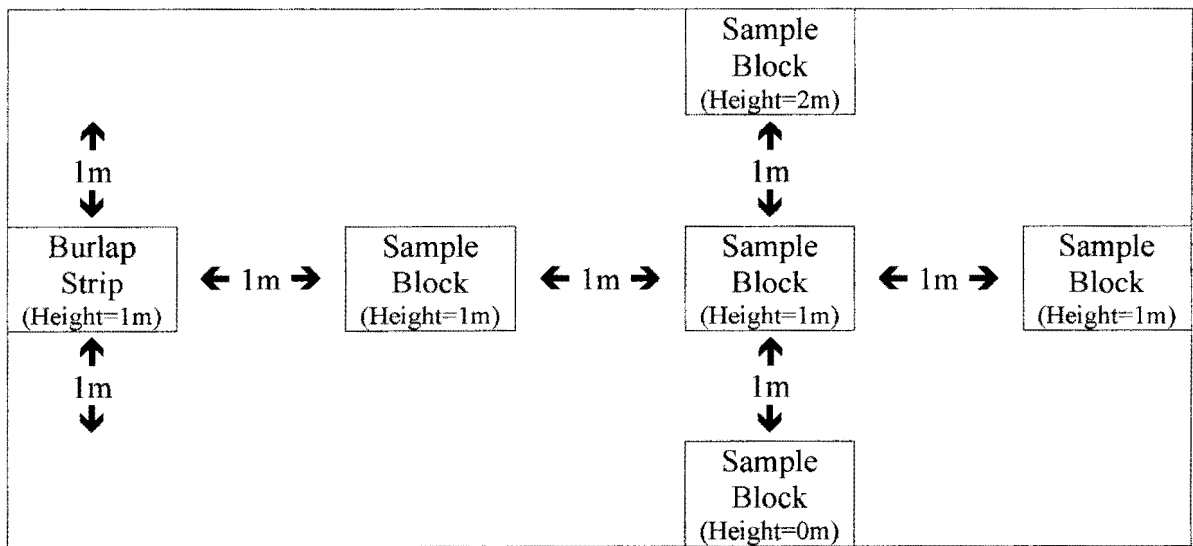 Sample
Block
(Height=2m)
1m
1m
Burlap
Strip
(Height=1m)
1m
Sample
Block
(Height=1m)
1m
Sample
Block
(Height=1m)
1m
Sample
Block
(Height=1m)
1m
1m
Sample
Block
(Height=0m)